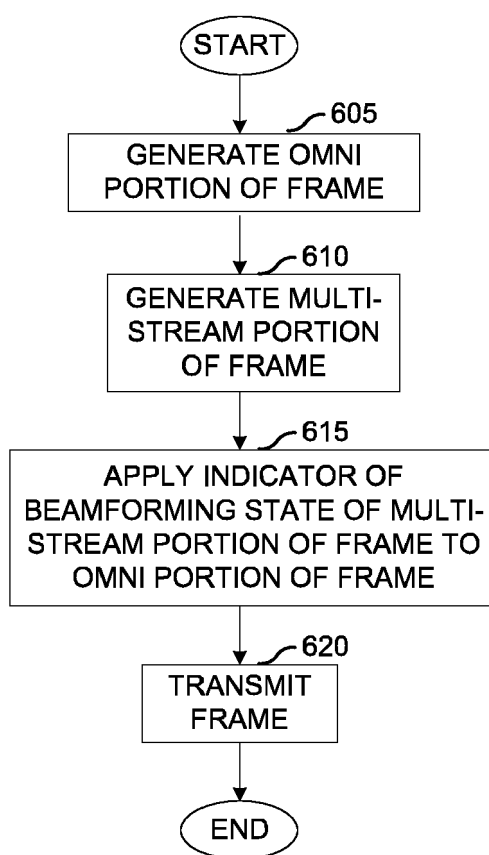 START
605
GENERATE OMNI
PORTION OF FRAME
610
GENERATE MULTI-
STREAM PORTION
OF FRAME
615
APPLY INDICATOR OF
BEAMFORMING STATE OF MULTI-
STREAM PORTION OF FRAME TO
OMNI PORTION OF FRAME
620
TRANSMIT
FRAME
END